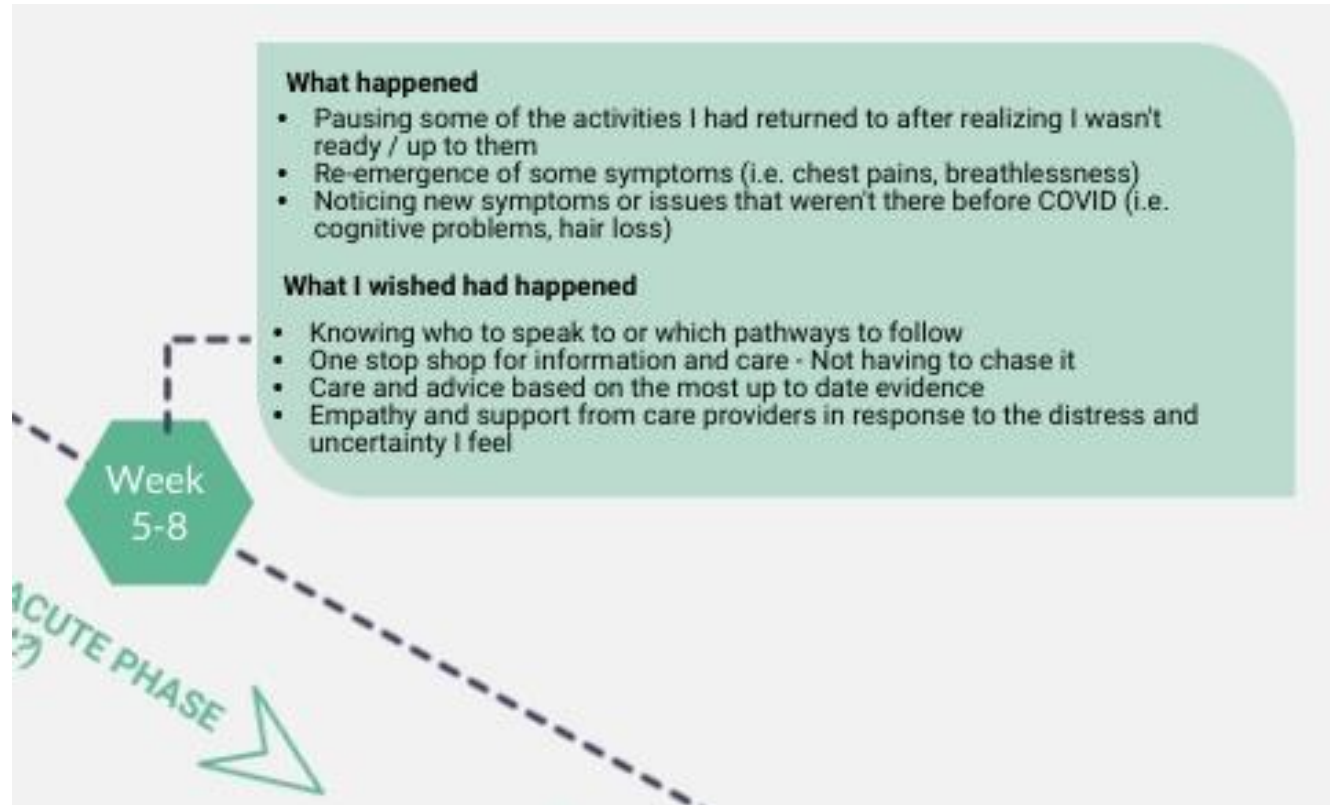 What happened
• Pausing some of the activities I had returned to after realizing I wasn't
ready / up to them
• Re-emergence of some symptoms (i.e. chest pains, breathlessness)
• Noticing new symptoms or issues that weren't there before COVID (i.e.
cognitive problems, hair loss)
What I wished had happened
• Knowing who to speak to or which pathways to follow
• One stop shop for information and care - Not having to chase it
• Care and advice based on the most up to date evidence
• Empathy and support from care providers in response to the distress and
uncertainty I feel
Week
5-8
ACUTE PHASE
?)